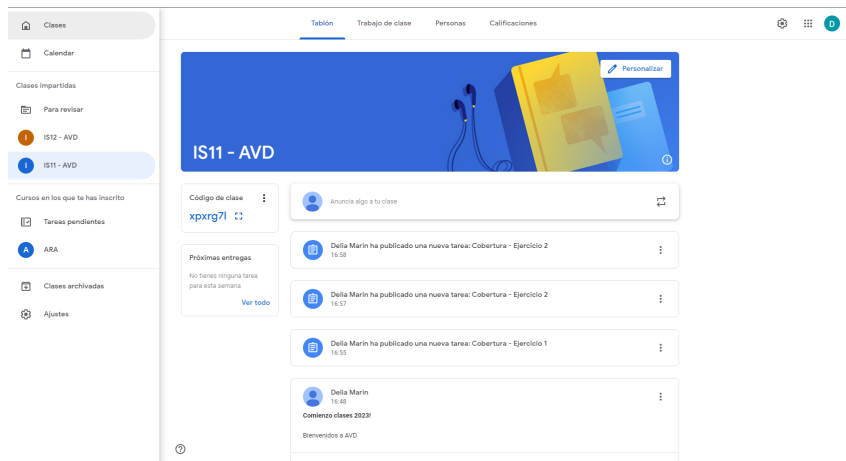 Clases
Calendar
Clases impartidas
Para revisar
I IS12 - AVD
I IS11 - AVD
Cursos en los que te has inscrito
Tareas pendientes
A ARA
Clases archivadas
Ajustes
Tablón Trabajo de clase Personas Calificaciones
D
Personalizar
IS11 - AVD
Código de clase
xpxrg7l
Próximas entregas
No tienes ninguna tarea
para esta semana
Ver todo
Anuncia algo a tu clase
Delia Marín ha publicado una nueva tarea: Cobertura - Ejercicio 2
16:58
Delia Marín ha publicado una nueva tarea: Cobertura - Ejercicio 2
16:57
Delia Marín ha publicado una nueva tarea: Cobertura - Ejercicio 1
16:55
Delia Marín
16:48
Comienzo clases 2023!
Bienvenidos a AVD